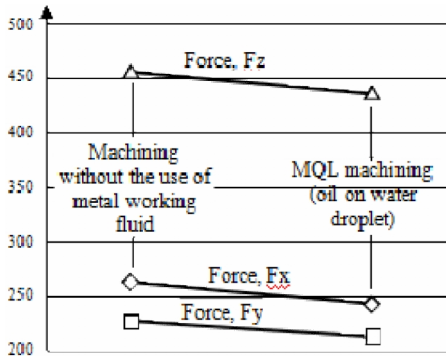 500
Force, Fz
450
400
Machining
without the use of
metal working
fluid
MQL machining
(oil on water
droplet)
350
300
Force, Fx
250
Force, Fy
200